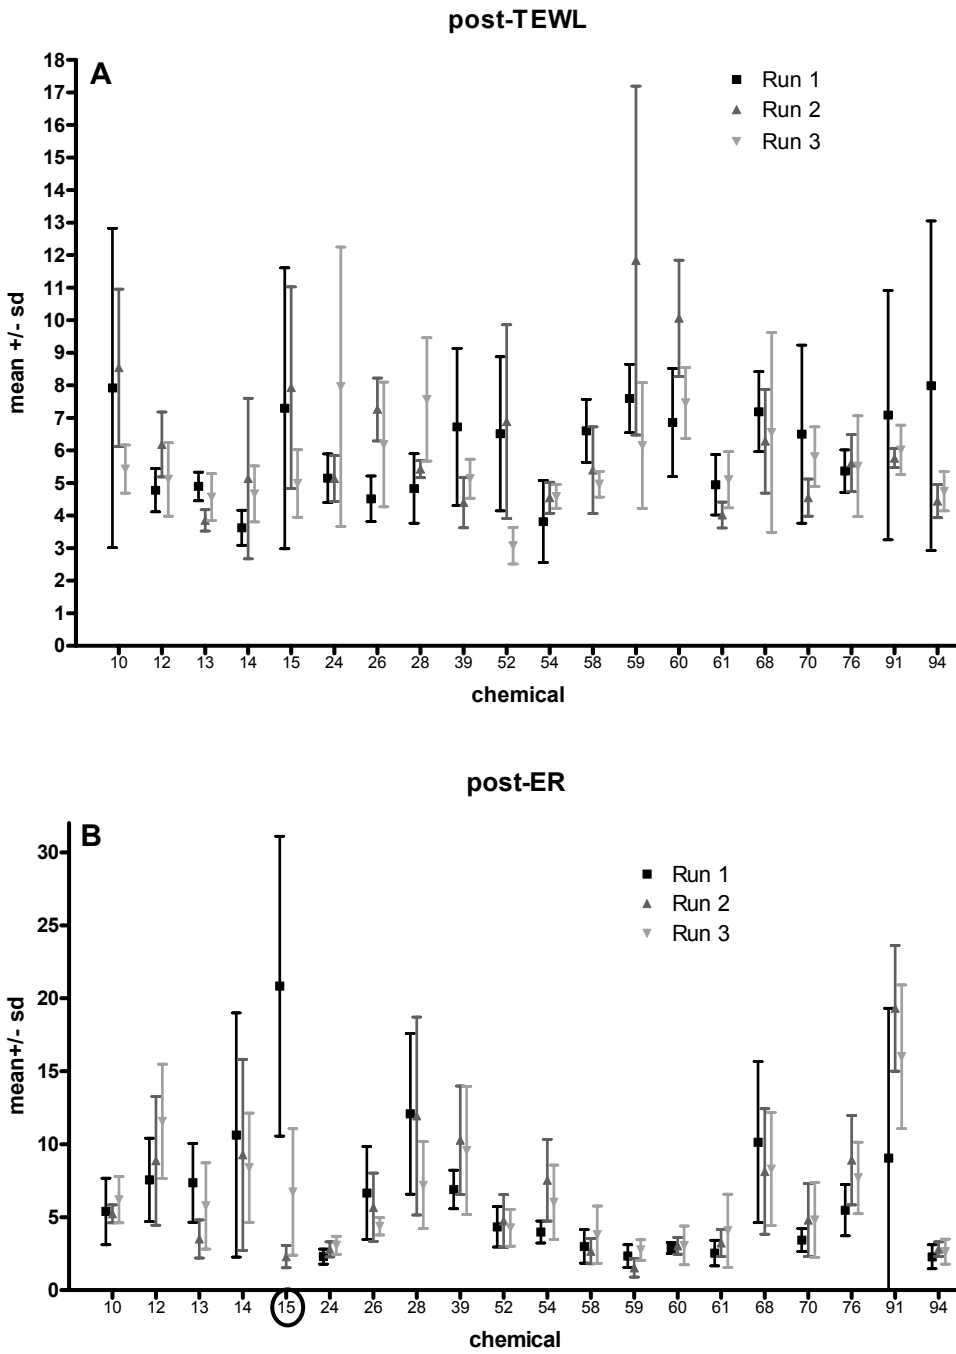 post-TEWL
A
18
17
16
15
14
13
12
11
10
9
8
7
6
5
4
3
2
1
0
mean +/- sd
Run 1
Run 2
Run 3
10 12 13 14 15 24 26 28 39 52 54 58 59 60 61 68 70 76 91 94
chemical
post-ER
B
30
25
20
15
10
5
0
mean+/- sd
Run 1
Run 2
Run 3
10 12 13 14 15 24 26 28 39 52 54 58 59 60 61 68 70 76 91 94
chemical